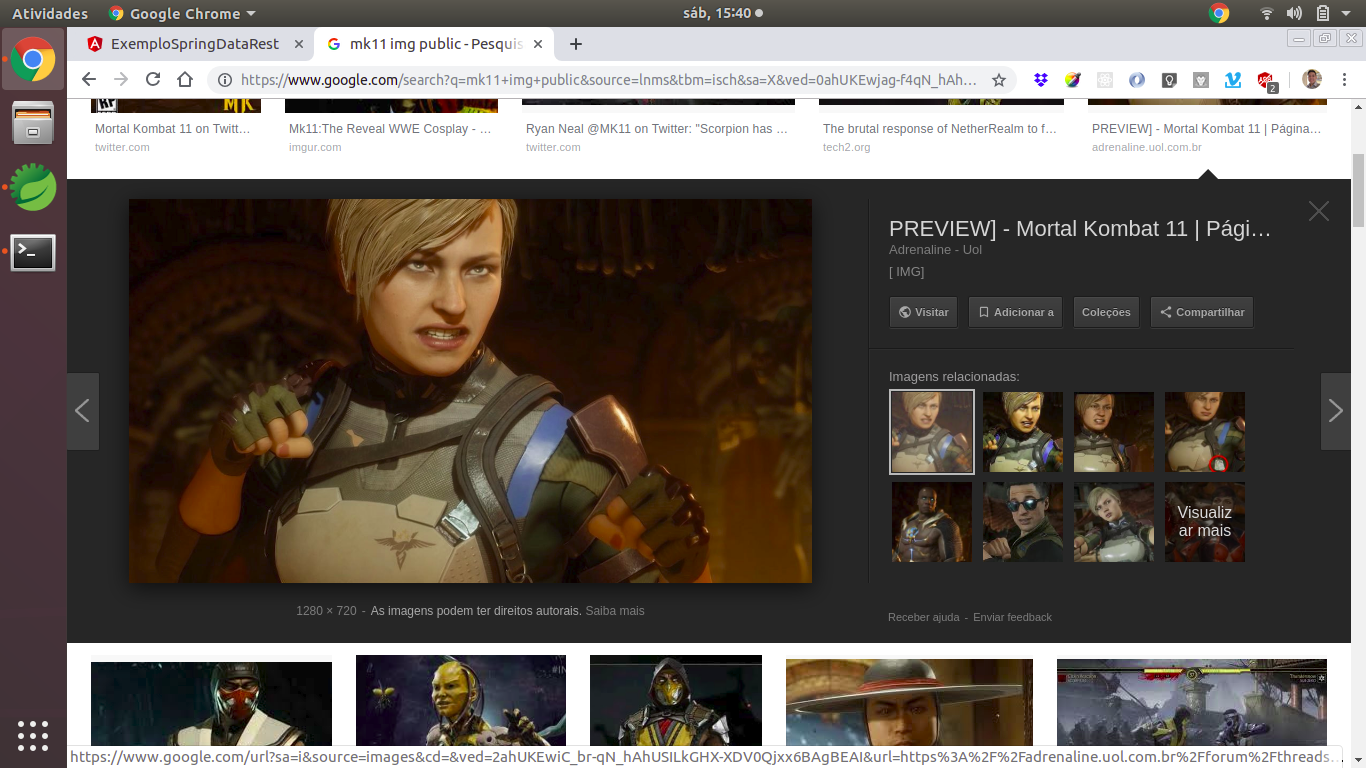 Atividades
Google Chrome
sáb, 15:40
ExemploSpringDataRest
mk11 img public - Pesquis
https://www.google.com/search?q=mk11+img+public&source=lnms&tbm=isch&sa=X&ved=0ahUKEwjag-f4qN_hAh…
2
RP
MK
Mortal Kombat 11 on Twitt…
twitter.com
Mk11:The Reveal WWE Cosplay - …
imgur.com
Ryan Neal @MK11 on Twitter: "Scorpion has …
twitter.com
The brutal response of NetherRealm to f…
tech2.org
PREVIEW] - Mortal Kombat 11 | Página…
adrenaline.uol.com.br
PREVIEW] - Mortal Kombat 11 | Pági…
Adrenaline - Uol
[ IMG]
Visitar
Adicionar a
Coleções
Compartilhar
Imagens relacionadas:
Visualiz
ar mais
1280 × 720 - As imagens podem ter direitos autorais. Saiba mais
Receber ajuda - Enviar feedback
https://www.google.com/url?sa=i&source=images&cd=&ved=2ahUKEwiC_br-qN_hAhUSILkGHX-XDV0Qjxx6BAgBEAI&url=https%3A%2F%2Fadrenaline.uol.com.br%2Fforum%2Fthreads…